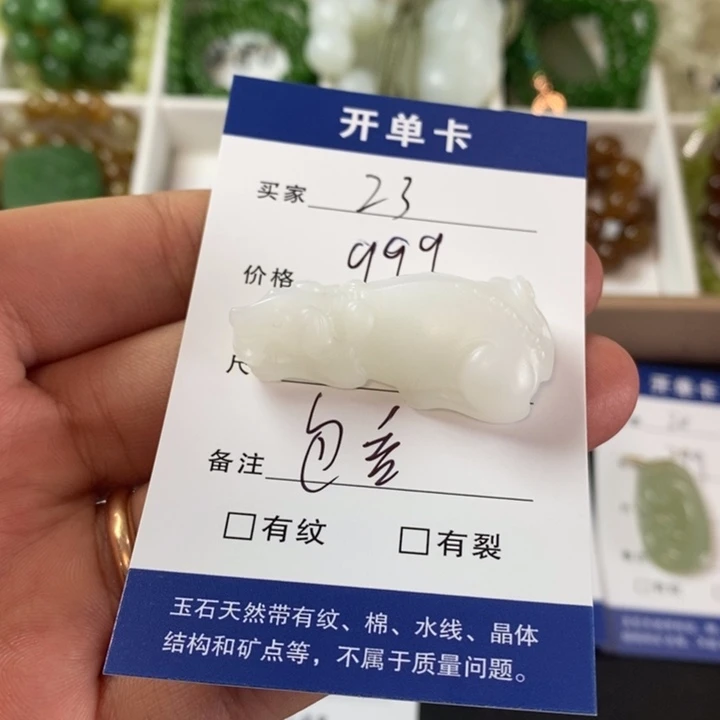 开单卡
买家 23
价格 999
尺
备注
□有纹 □有裂
玉石天然带有纹、棉、水线、晶体
结构和矿点等，不属于质量问题。
开单卡